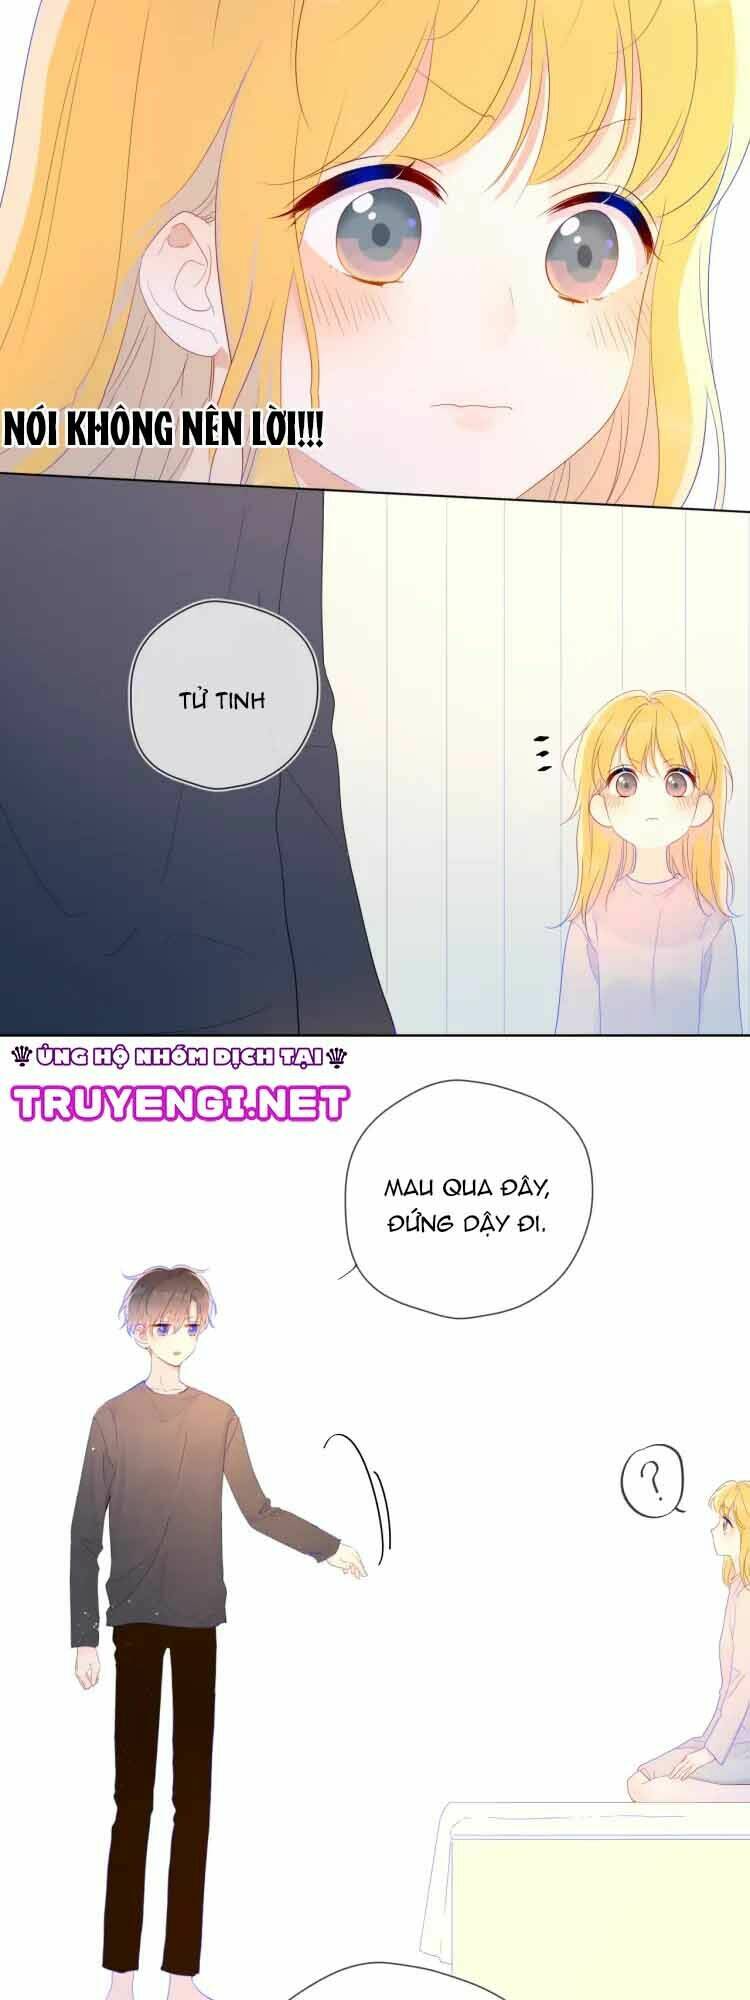 NÓI KHÔNG NÊN LỜI!!!
TỬ TINH
ỦNG HỘ NHÓM DỊCH TẠI
TRUYENGI.NET
MAU QUA ĐÂY,
ĐỨNG DẬY ĐI.
?